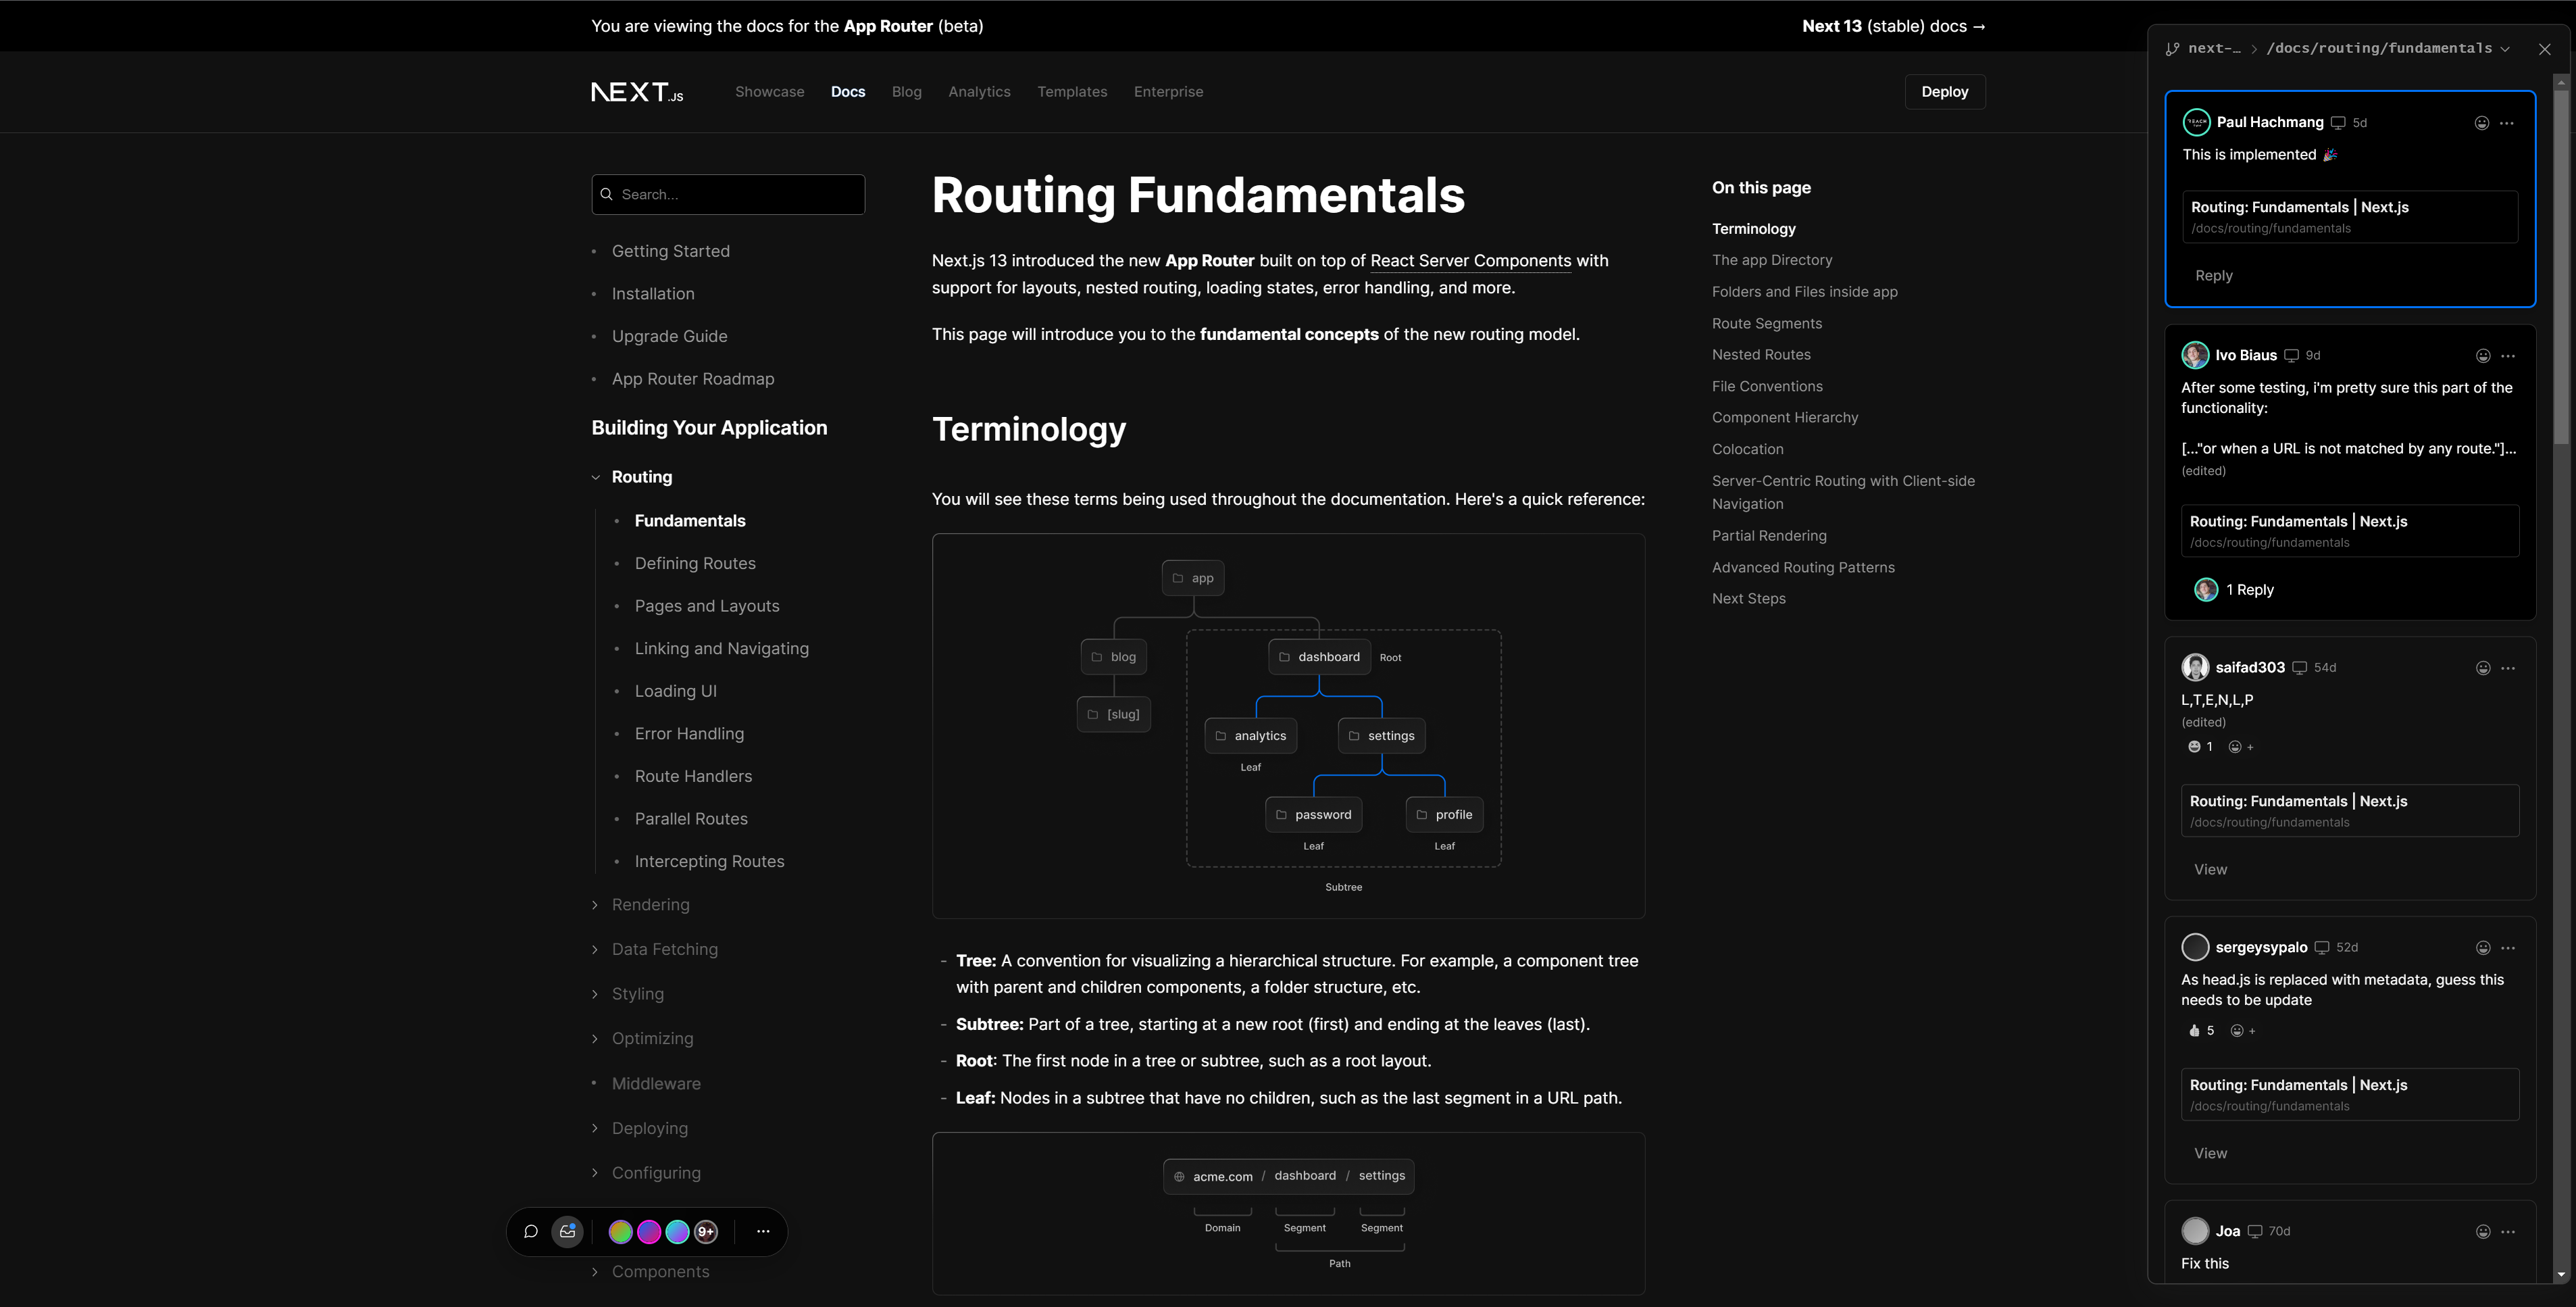 You are viewing the docs for the App Router (beta)
Next 13 (stable) docs →
NEXT.JS
Showcase
Docs
Blog
Analytics
Templates
Enterprise
Deploy
Search...
Getting Started
Installation
Upgrade Guide
App Router Roadmap
Building Your Application
Routing
Fundamentals
Defining Routes
Pages and Layouts
Linking and Navigating
Loading UI
Error Handling
Route Handlers
Parallel Routes
Intercepting Routes
Rendering
Data Fetching
Styling
Optimizing
Middleware
Deploying
Configuring
9+
Components
Routing Fundamentals
Next.js 13 introduced the new App Router built on top of React Server Components with
support for layouts, nested routing, loading states, error handling, and more.
This page will introduce you to the fundamental concepts of the new routing model.
Terminology
You will see these terms being used throughout the documentation. Here's a quick reference:
app
blog
dashboard
Root
[slug]
analytics
settings
Leaf
password
profile
Leaf
Leaf
Subtree
- Tree: A convention for visualizing a hierarchical structure. For example, a component tree
with parent and children components, a folder structure, etc.
- Subtree: Part of a tree, starting at a new root (first) and ending at the leaves (last).
- Root: The first node in a tree or subtree, such as a root layout.
- Leaf: Nodes in a subtree that have no children, such as the last segment in a URL path.
acme.com / dashboard / settings
Domain
Segment
Segment
Path
On this page
Terminology
The app Directory
Folders and Files inside app
Route Segments
Nested Routes
File Conventions
Component Hierarchy
Colocation
Server-Centric Routing with Client-side
Navigation
Partial Rendering
Advanced Routing Patterns
Next Steps
next-… > /docs/routing/fundamentals
Paul Hachmang 5d
This is implemented 🎉
Routing: Fundamentals | Next.js
/docs/routing/fundamentals
Reply
Ivo Biaus 9d
After some testing, i'm pretty sure this part of the
functionality:
[..."or when a URL is not matched by any route."]...
(edited)
Routing: Fundamentals | Next.js
/docs/routing/fundamentals
1 Reply
saifad303 54d
L,T,E,N,L,P
(edited)
1
+
Routing: Fundamentals | Next.js
/docs/routing/fundamentals
View
sergeysypalo 52d
As head.js is replaced with metadata, guess this
needs to be update
5
+
Routing: Fundamentals | Next.js
/docs/routing/fundamentals
View
Joa 70d
Fix this